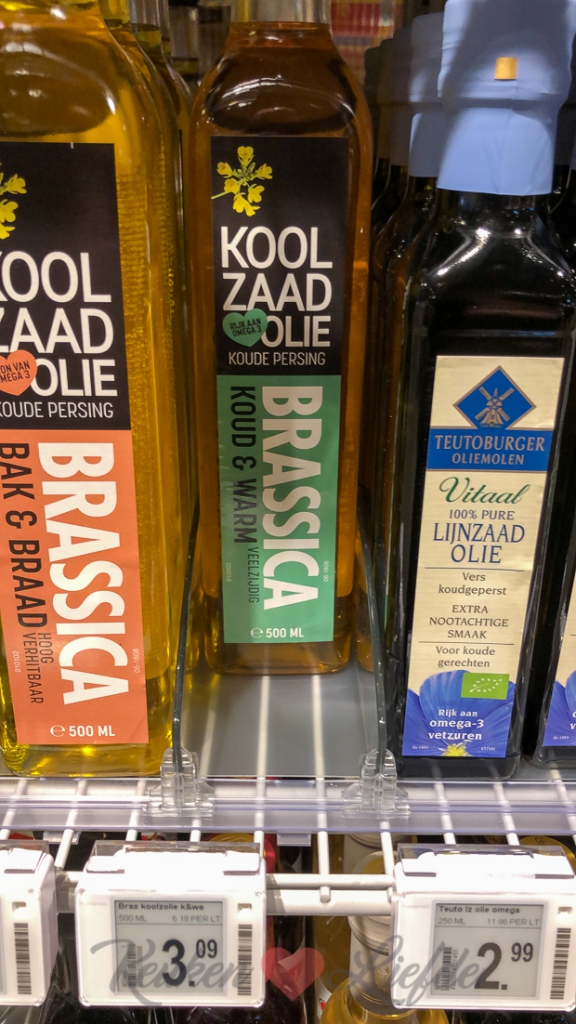 KOOL
ZAAD
OLIE
KOUDE PERSING
BRASSICA
BAK & BRAAD
HOOG
VERHITBAAR
500 ML
KOOL
ZAAD
OLIE
RIJK AAN
OMEGA 3
KOUDE PERSING
BRASSICA
KOUD & WARM
VEELZIJDIG
500 ML
TEUTOBURGER
OLIEMOLEN
Vitaal
100% PURE
LIJNZAAD
OLIE
Vers
koudgeperst
EXTRA
NOOTACHTIGE
SMAAK
Voor koude
gerechten
Rijk aan
omega-3
vetzuren
Bras koolzolie k&wa
500 ML 6.18 PER LT
3.09
Teuto lz olie omega
250 ML 11.96 PER LT
2.99
Keuken Liefde